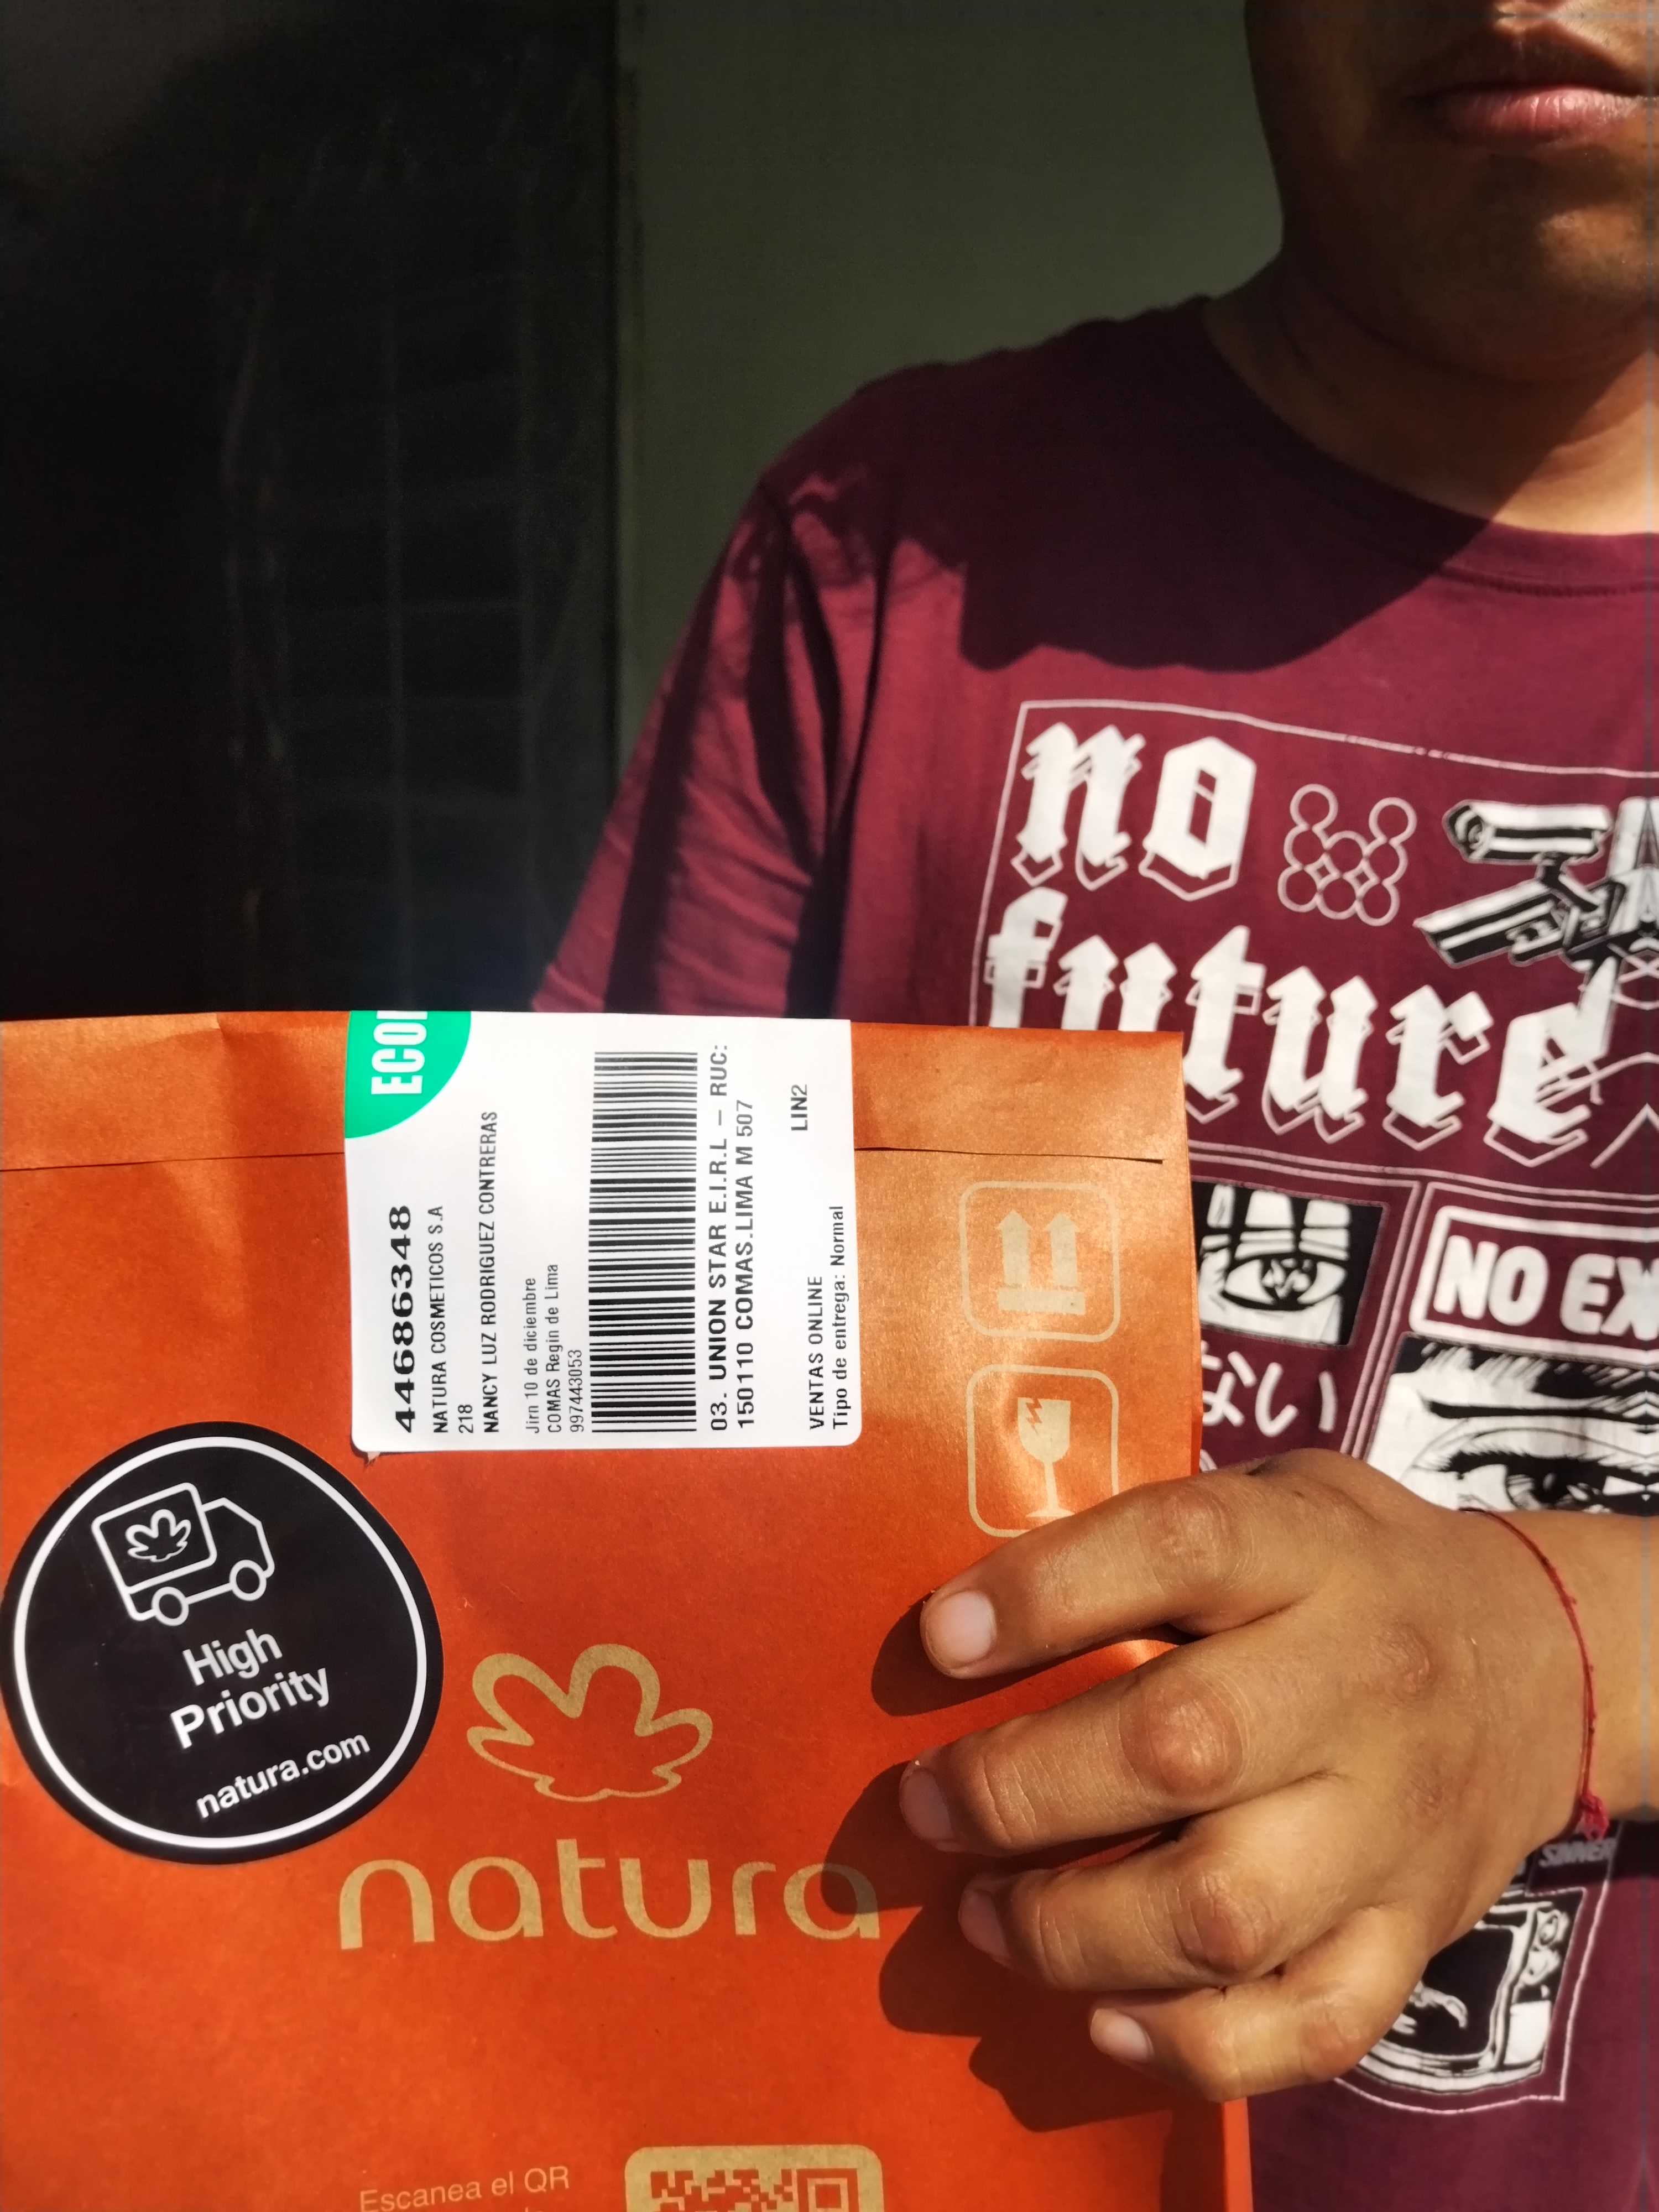 no
future
NO EX
ない
SINNER
ECO
44686348
NATURA COSMETICOS S.A
218
NANCY LUZ RODRIGUEZ CONTRERAS
Jirn 10 de diciembre
COMAS Regin de Lima
997443053
03. UNION STAR E.I.R.L – RUC:
150110 COMAS.LIMA M 507
LIN2
VENTAS ONLINE
Tipo de entrega: Normal
High
Priority
natura.com
natura
Escanea el QR